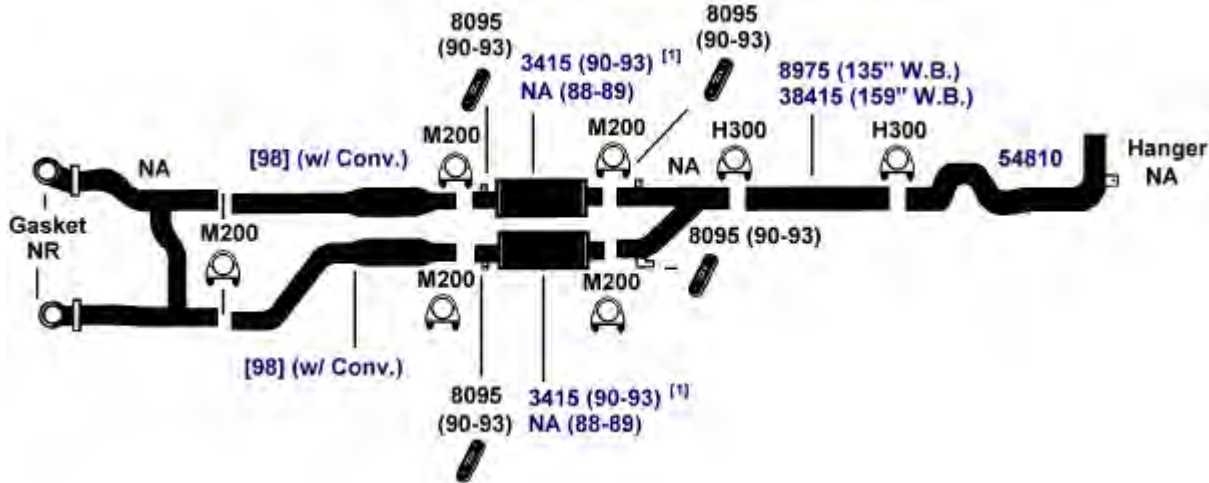 8095
(90-93)
3415 (90-93) [1]
NA (88-89)
8095
(90-93)
8975 (135" W.B.)
38415 (159" W.B.)
M200
M200
H300
H300
NA
[98] (w/ Conv.)
NA
54810
Hanger
NA
Gasket
NR
M200
8095 (90-93)
M200
M200
[98] (w/ Conv.)
8095
(90-93)
3415 (90-93) [1]
NA (88-89)